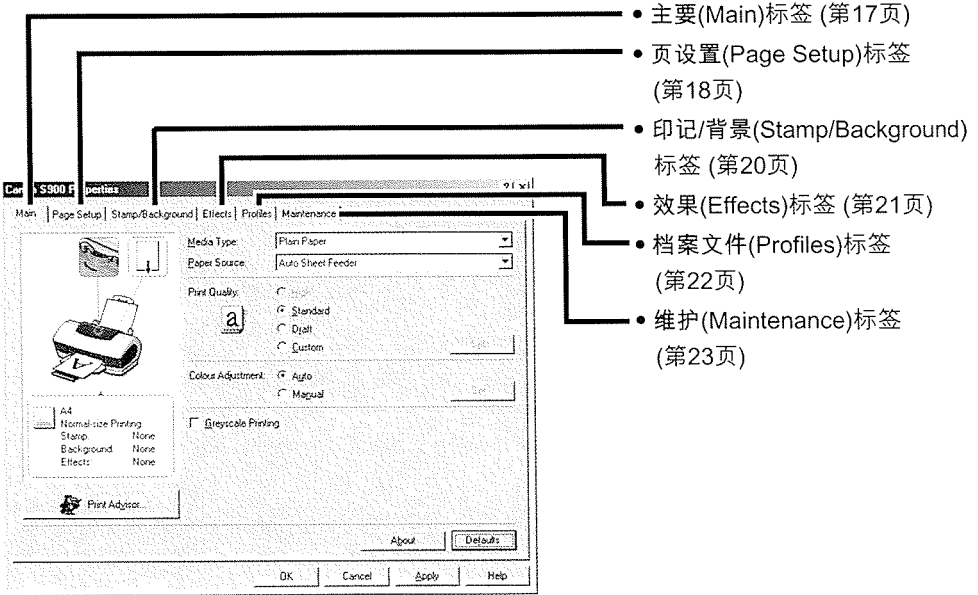 • 主要(Main)标签 (第17页)
• 页设置(Page Setup)标签
(第18页)
• 印记/背景(Stamp/Background)
标签 (第20页)
• 效果(Effects)标签 (第21页)
• 档案文件(Profiles)标签
(第22页)
• 维护(Maintenance)标签
(第23页)
S900
Main Page Setup Stamp/Background Effects Profiles Maintenance
Media Type: Plain Paper
Paper Source: Auto Sheet Feeder
Print Quality:
a
Standard
Draft
Custom
Colour Adjustment: Auto
Manual
A4
Normal-size Printing
Stamp: None
Background: None
Effects: None
Greyscale Printing
Print Advisor...
About Defaults
OK Cancel Apply Help